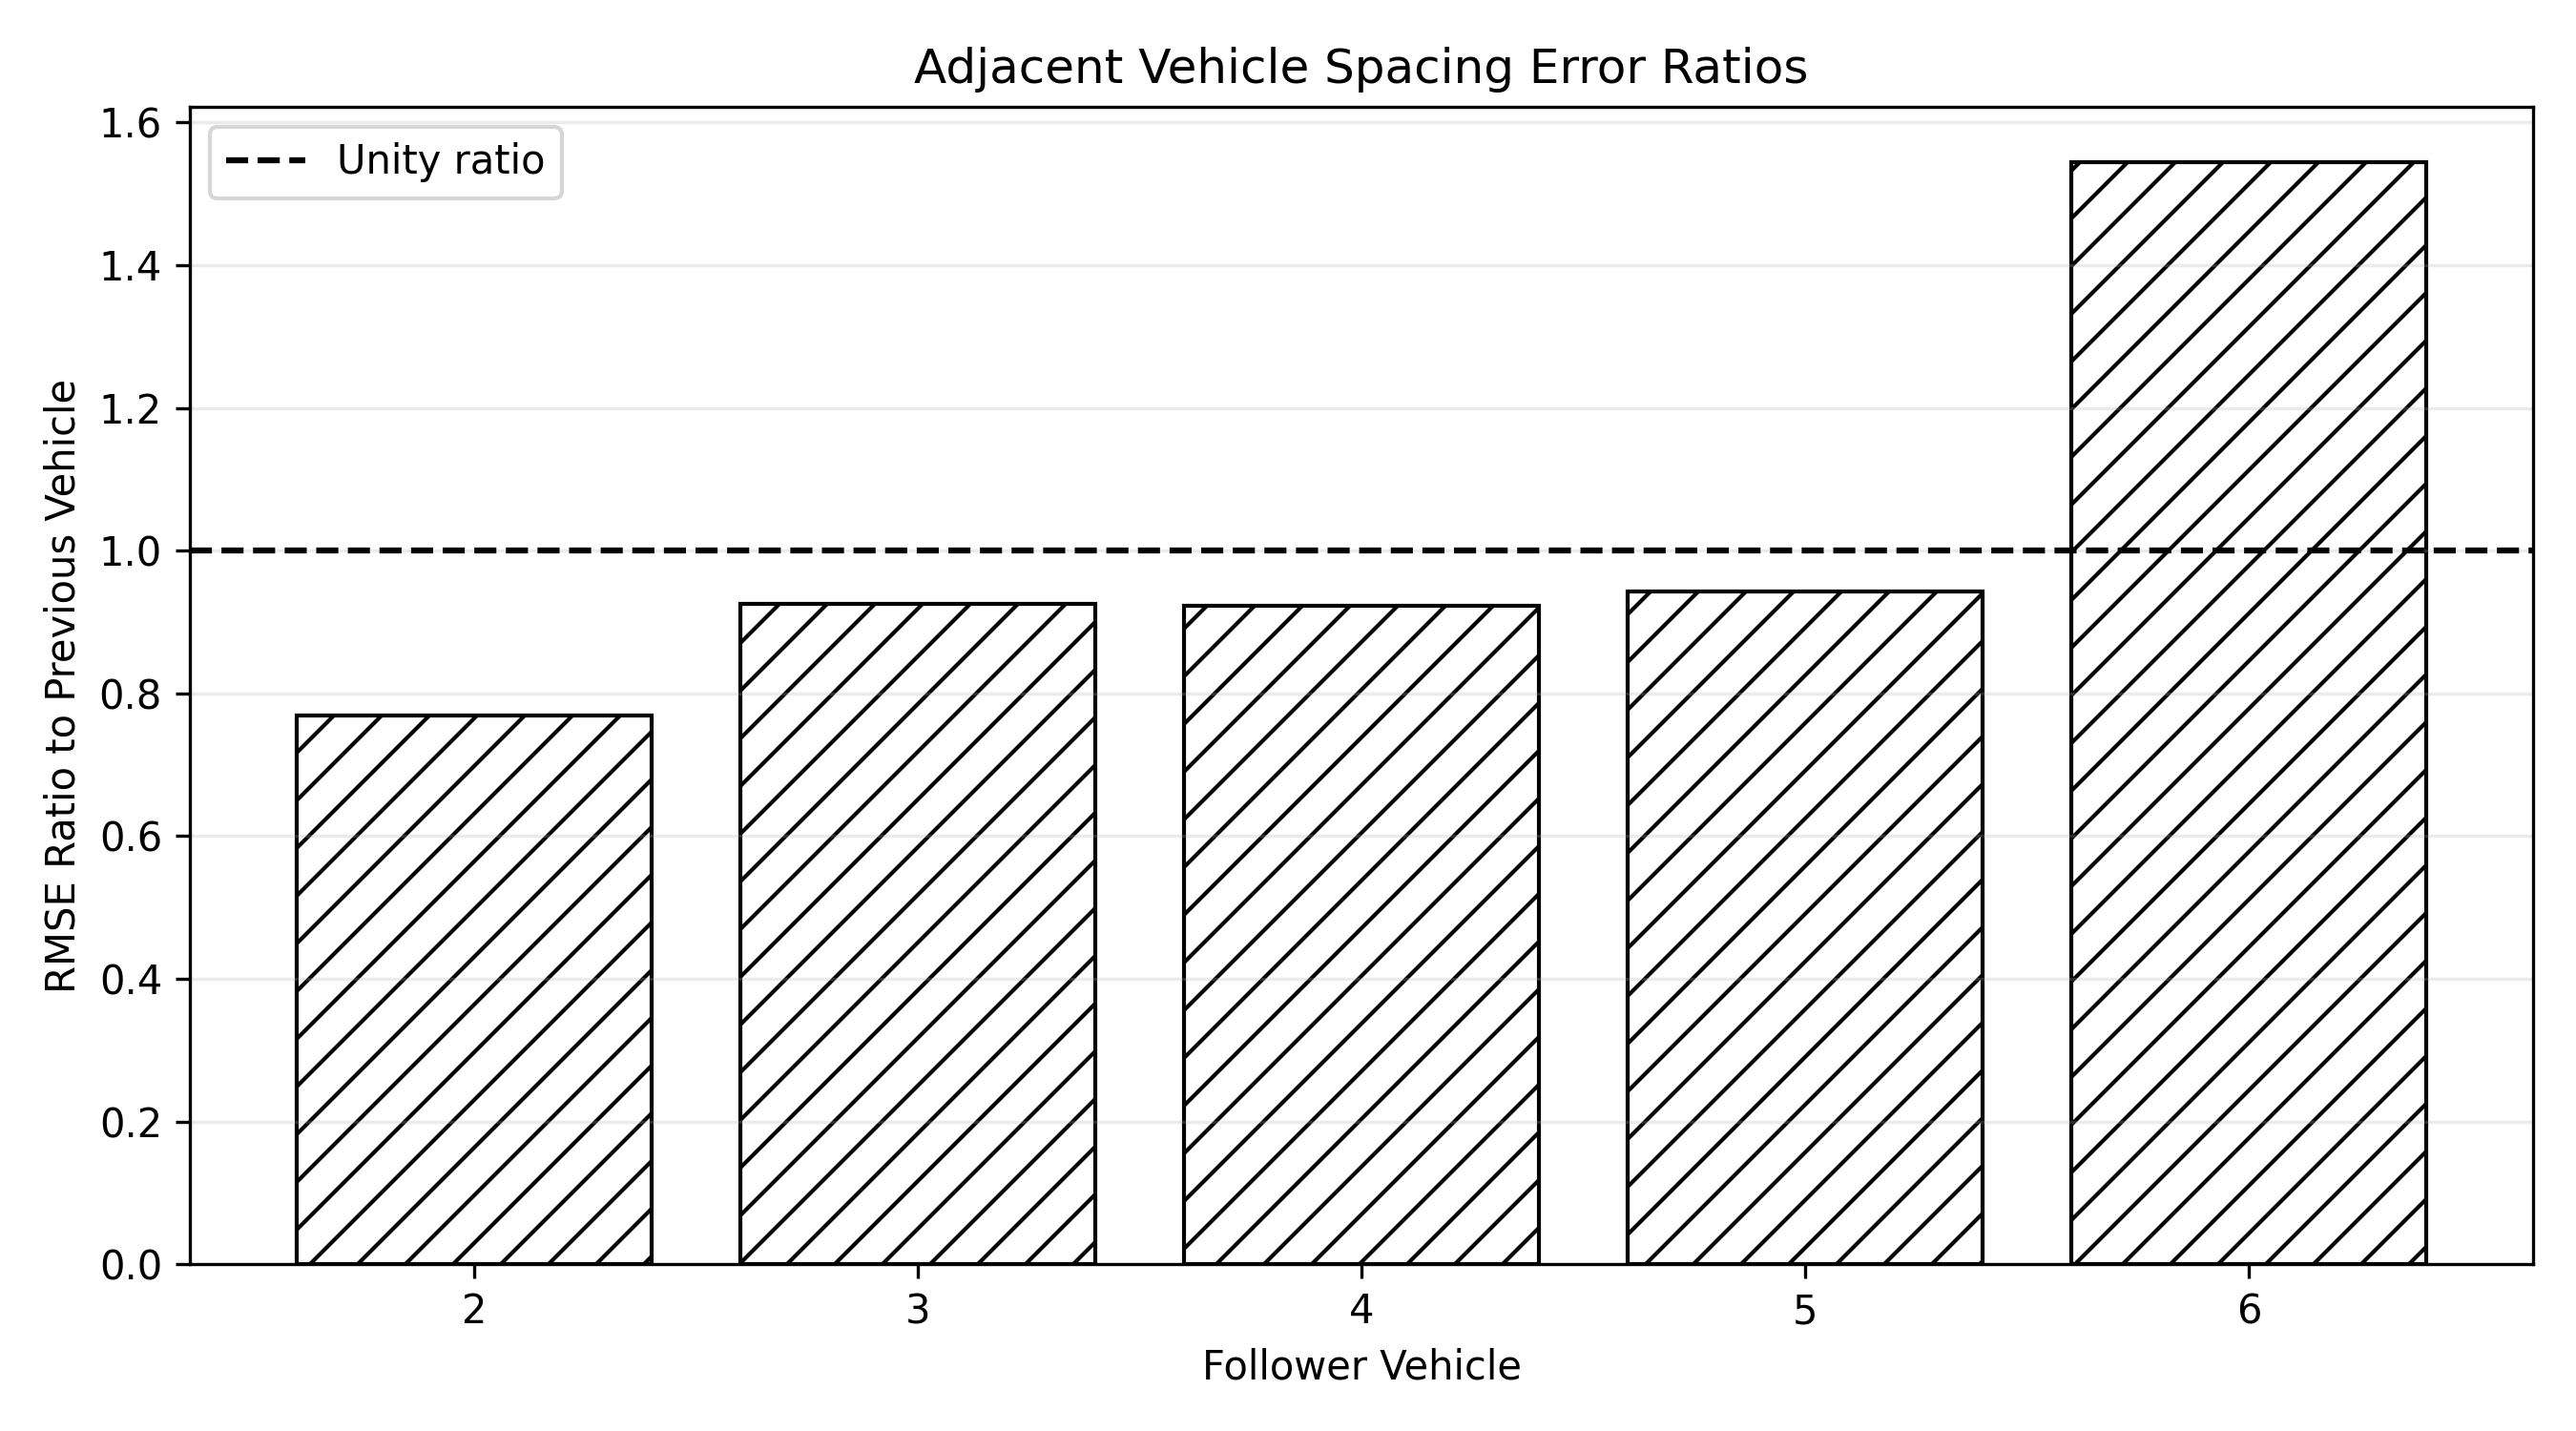 Adjacent Vehicle Spacing Error Ratios
Unity ratio
RMSE Ratio to Previous Vehicle
1.6
1.4
1.2
1.0
0.8
0.6
0.4
0.2
0.0
2 3 4 5 6
Follower Vehicle